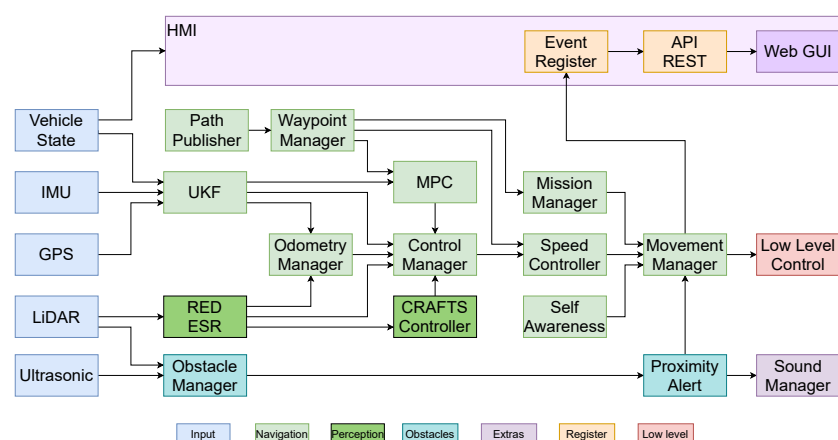 HMI
Event
Register
API
REST
Web GUI
Vehicle
State
Path
Publisher
Waypoint
Manager
IMU
UKF
MPC
Mission
Manager
GPS
Odometry
Manager
Control
Manager
Speed
Controller
Movement
Manager
Low Level
Control
LiDAR
RED
ESR
CRAFTS
Controller
Self
Awareness
Ultrasonic
Obstacle
Manager
Proximity
Alert
Sound
Manager
Input
Navigation
Perception
Obstacles
Extras
Register
Low level